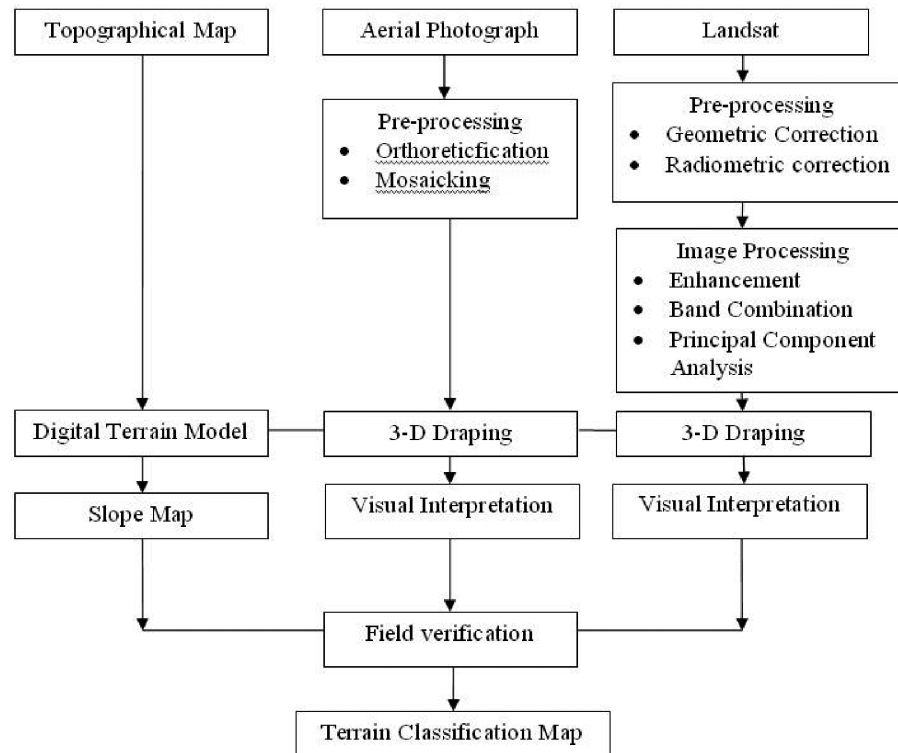 Topographical Map
Aerial Photograph
Landsat
Pre-processing
• Orthoreticfication
• Mosaicking
Pre-processing
• Geometric Correction
• Radiometric correction
Image Processing
• Enhancement
• Band Combination
• Principal Component
Analysis
Digital Terrain Model
3-D Draping
3-D Draping
Slope Map
Visual Interpretation
Visual Interpretation
Field verification
Terrain Classification Map